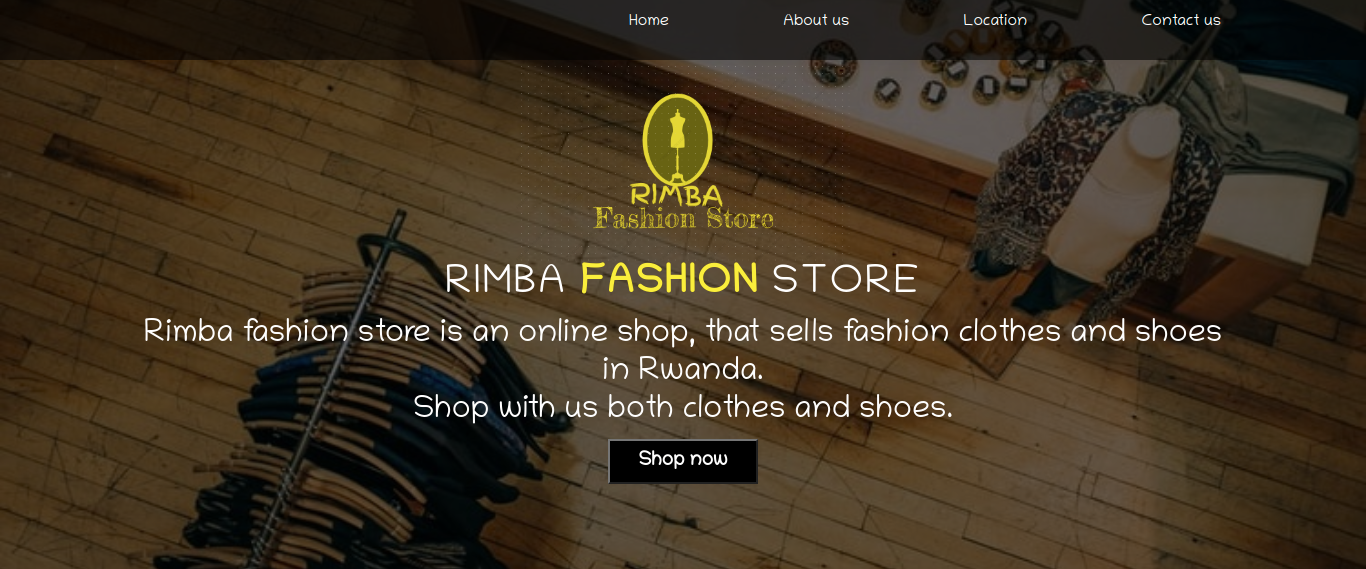 Home About us Location Contact us
RIMBA
Fashion Store
RIMBA FASHION STORE
Rimba fashion store is an online shop, that sells fashion clothes and shoes
in Rwanda.
Shop with us both clothes and shoes.
Shop now